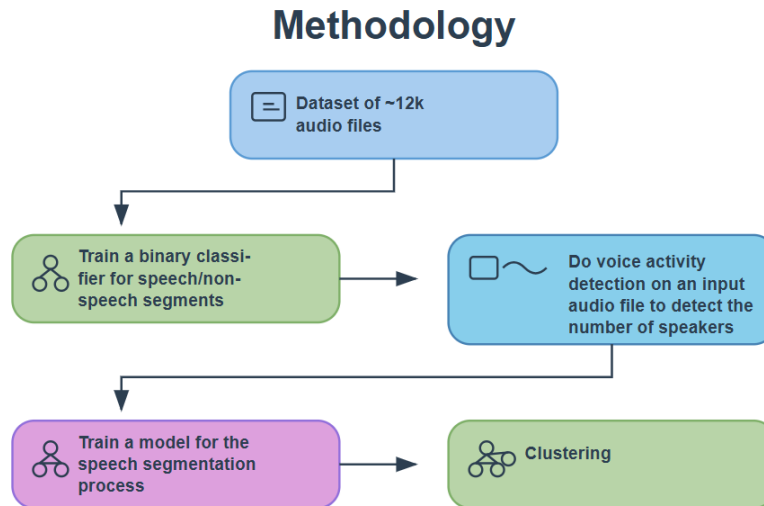 Methodology
Dataset of ~12k
audio files
Train a binary classi-
fier for speech/non-
speech segments
Do voice activity
detection on an input
audio file to detect the
number of speakers
Train a model for the
speech segmentation
process
Clustering